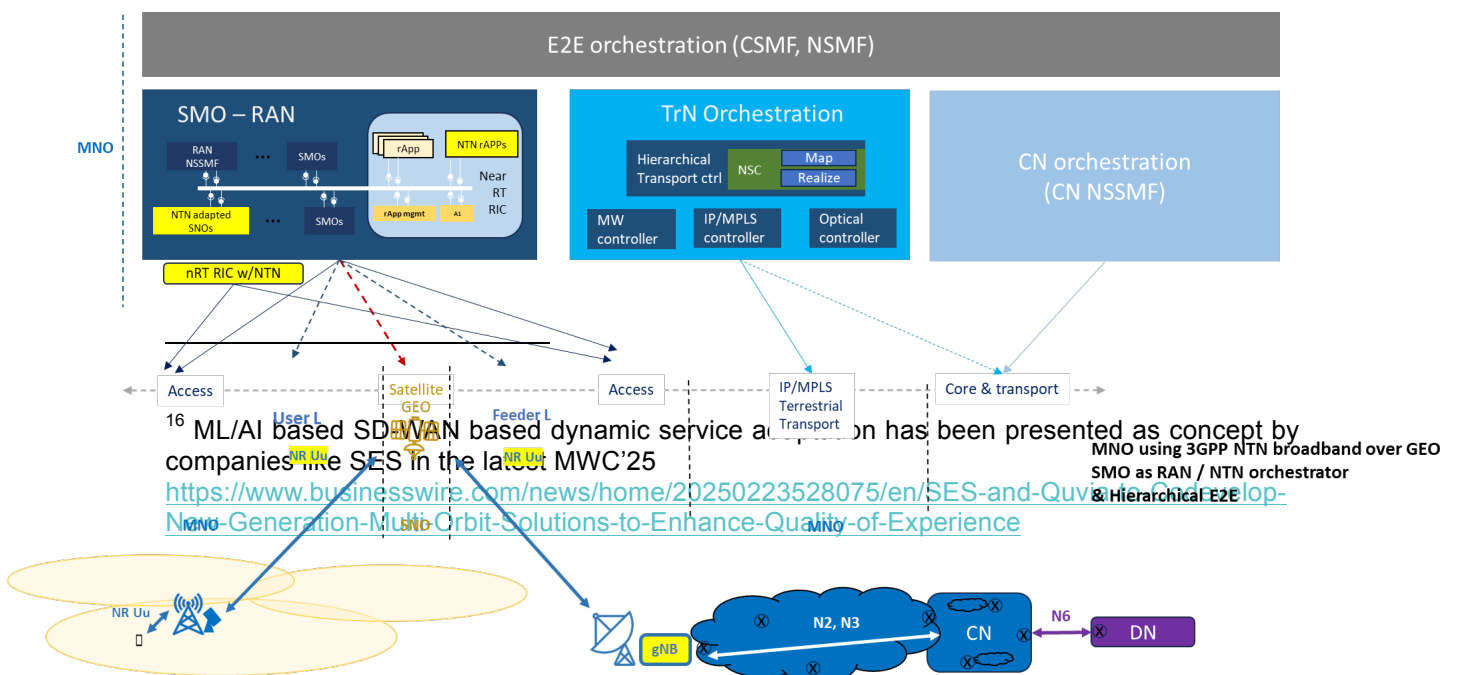 E2E orchestration (CSMF, NSMF)
MNO
SMO – RAN
RAN
NSSMF
...
SMOs
rApp
NTN rAPPs
Near
RT
RIC
NTN adapted
SNOs
...
SMOs
rApp mgmt
A1
TrN Orchestration
Hierarchical
Transport ctrl
NSC
Map
Realize
MW
controller
IP/MPLS
controller
Optical
controller
CN orchestration
(CN NSSMF)
nRT RIC w/NTN
Access
Satellite
GEO
Access
IP/MPLS
Terrestrial
Transport
Core & transport
User L
Feeder L
16 ML/AI based SD-WAN based dynamic service adaptation has been presented as concept by
companies like SES in the latest MWC'25
NR Uu
NR Uu
MNO using 3GPP NTN broadband over GEO
SMO as RAN / NTN orchestrator
& Hierarchical E2E
https://www.businesswire.com/news/home/20250223528075/en/SES-and-Quvia-to-Codevelop-
New-Generation-Multi-Orbit-Solutions-to-Enhance-Quality-of-Experience
MNO
SNO
MNO
NR Uu
gNB
N2, N3
CN
N6
DN
X
X
X
X
X
X
X
X